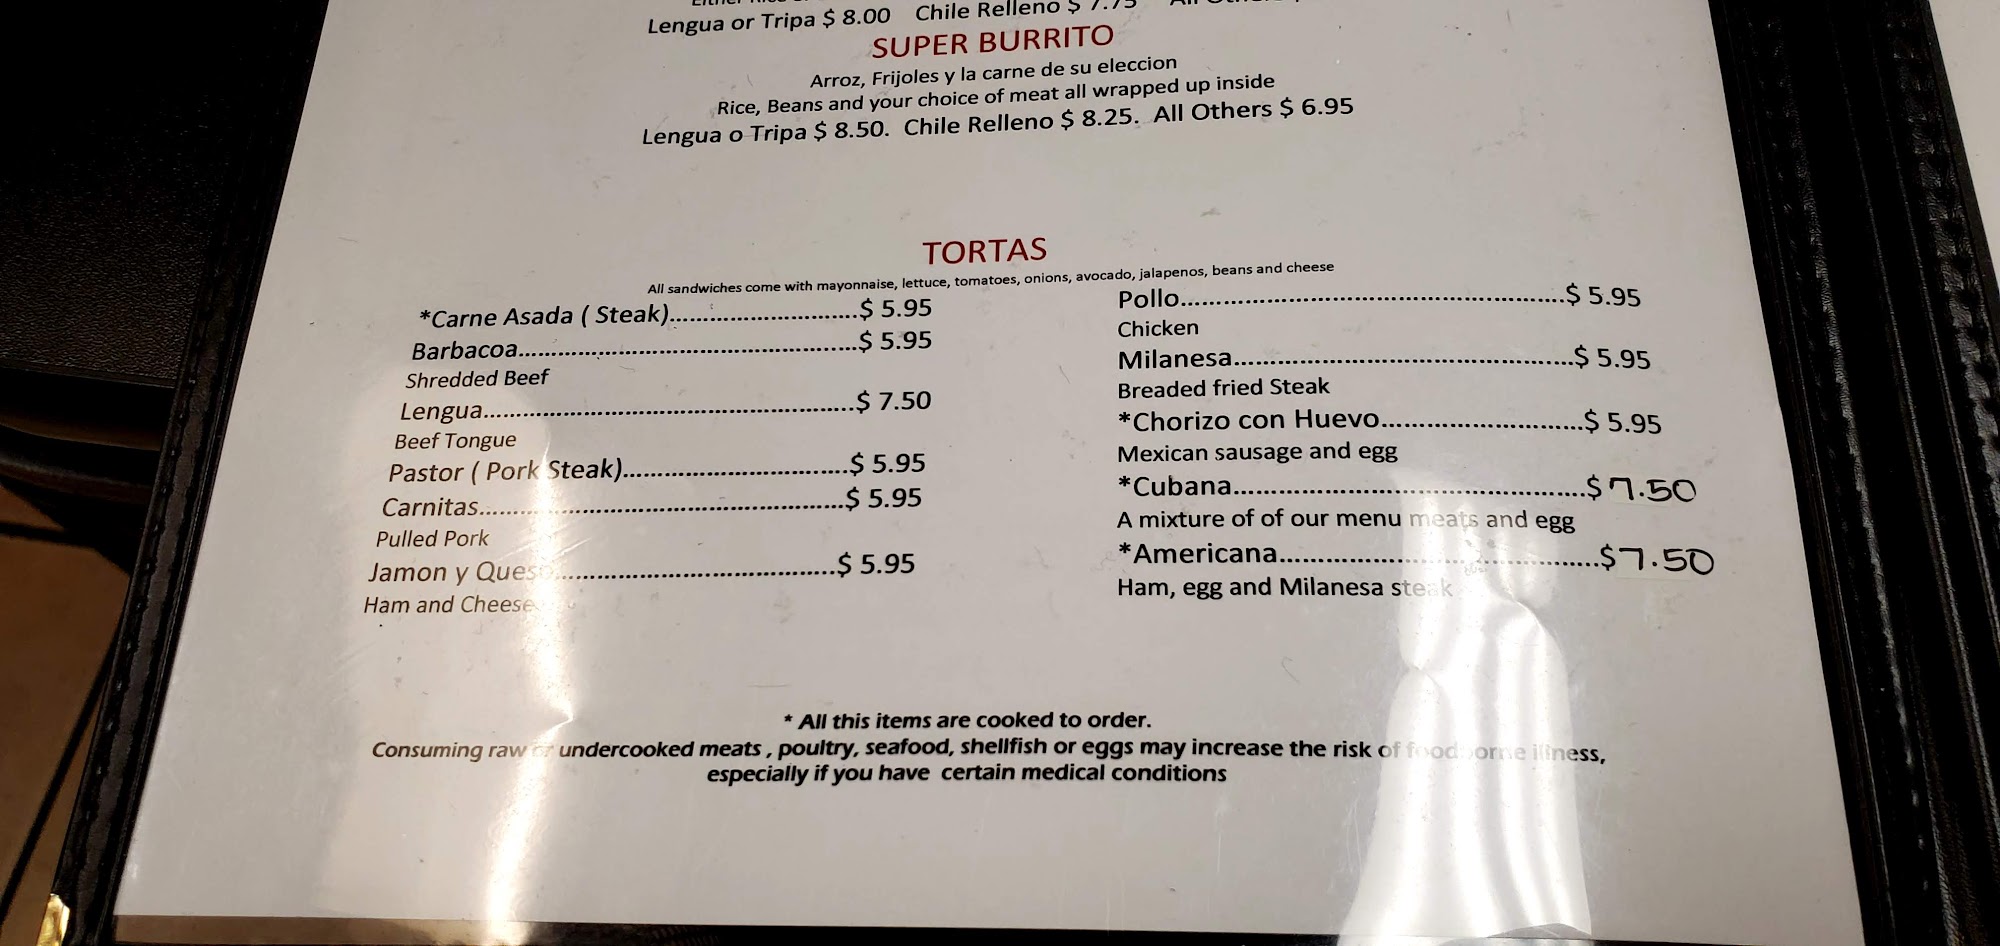 Lengua or Tripa $ 8.00 Chile Relleno $ 7.75
SUPER BURRITO
Arroz, Frijoles y la carne de su eleccion
Rice, Beans and your choice of meat all wrapped up inside
Lengua o Tripa $ 8.50. Chile Relleno $ 8.25. All Others $ 6.95
TORTAS
All sandwiches come with mayonnaise, lettuce, tomatoes, onions, avocado, jalapenos, beans and cheese
*Carne Asada ( Steak)..............................$ 5.95
Barbacoa..................................................$ 5.95
Shredded Beef
Lengua......................................................$ 7.50
Beef Tongue
Pastor ( Pork Steak)..................................$ 5.95
Carnitas.....................................................$ 5.95
Pulled Pork
Jamon y Queso.........................................$ 5.95
Ham and Cheese
Pollo.........................................................$ 5.95
Chicken
Milanesa..................................................$ 5.95
Breaded fried Steak
*Chorizo con Huevo.............................$ 5.95
Mexican sausage and egg
*Cubana...................................................$ 7.50
A mixture of of our menu meats and egg
*Americana..............................................$7.50
Ham, egg and Milanesa steak
* All this items are cooked to order.
Consuming raw or undercooked meats , poultry, seafood, shellfish or eggs may increase the risk of foodborne illness,
especially if you have certain medical conditions